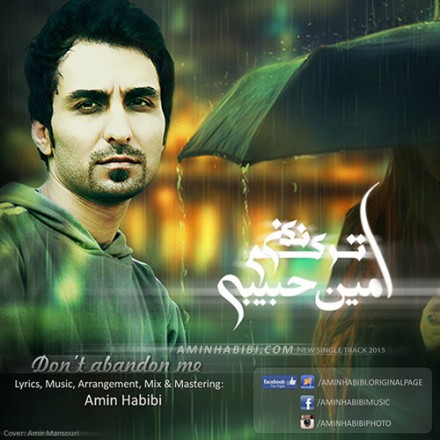 ترکم نکن
امین حبیبی
AMINHABIBI.COM NEW SINGLE TRACK 2015
Don't abandon me
Lyrics, Music, Arrangement, Mix & Mastering:
Amin Habibi
facebook
/AMINHABIBI.ORIGINALPAGE
/AMINHABIBIMUSIC
/AMINHABIBIPHOTO
Cover: Amir Mansouri